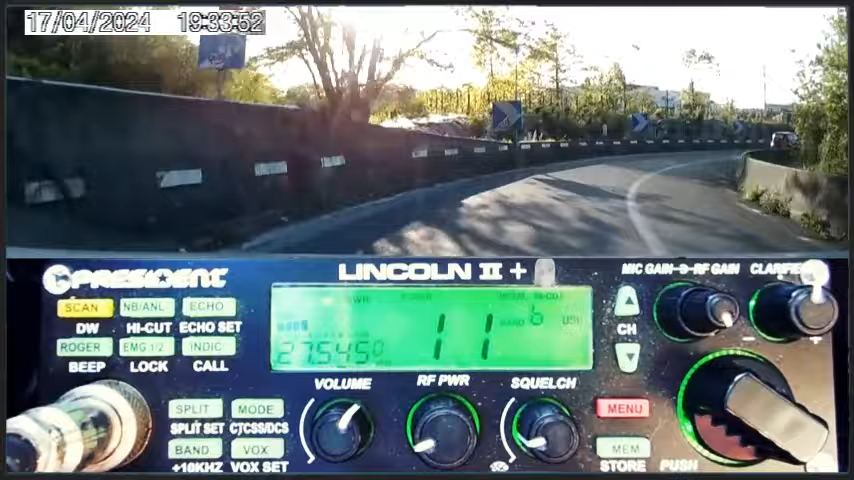 17/04/2024 19:33:52
PRESIDENT
LINCOLN II +
MIC GAIN RF GAIN
CLARIFIER
SCAN
NB/ANL
ECHO
DW
HI-CUT
ECHO SET
ROGER
EMG 1/2
INDIC
BEEP
LOCK
CALL
BAND
6
11
27.5450
CH
VOLUME
RF PWR
SQUELCH
SPLIT
MODE
SPLIT SET
CTCSS/DCS
BAND
VOX
+10KHZ
VOX SET
MENU
MEM
STORE
PUSH
- +